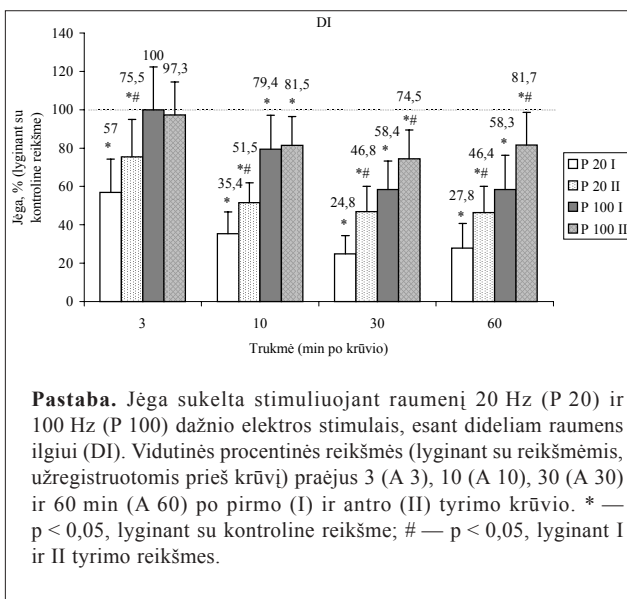 DI
Jėga, % (lyginant su
kontroline reikšme)
140
120
100
80
60
40
20
0
57
*
75,5
*#
100
97,3
35,4
*
51,5
*#
79,4
*
81,5
*
24,8
*
46,8
*#
58,4
*
74,5
*#
27,8
*
46,4
*#
58,3
*
81,7
*#
3
10
30
60
Trukmė (min po krūvio)
P 20 I
P 20 II
P 100 I
P 100 II
Pastaba. Jėga sukelta stimuliuojant raumenį 20 Hz (P 20) ir
100 Hz (P 100) dažnio elektros stimulais, esant dideliam raumens
ilgiui (DI). Vidutinės procentinės reikšmės (lyginant su reikšmėmis,
užregistruotomis prieš krūvį) praėjus 3 (A 3), 10 (A 10), 30 (A 30)
ir 60 min (A 60) po pirmo (I) ir antro (II) tyrimo krūvio. * —
p < 0,05, lyginant su kontroline reikšme; # — p < 0,05, lyginant I
ir II tyrimo reikšmes.